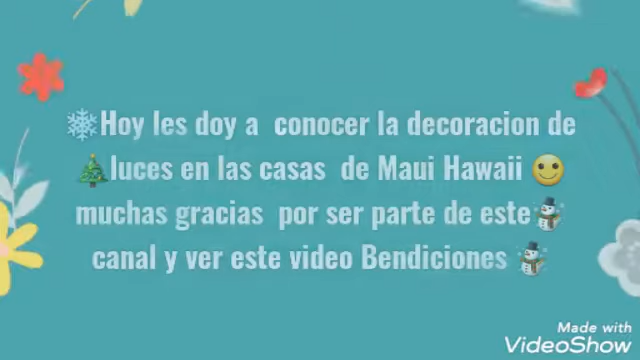 ❄Hoy les doy a conocer la decoracion de
🎄luces en las casas de Maui Hawaii 🙂
muchas gracias por ser parte de este⛄
canal y ver este video Bendiciones ⛄
Made with
VideoShow